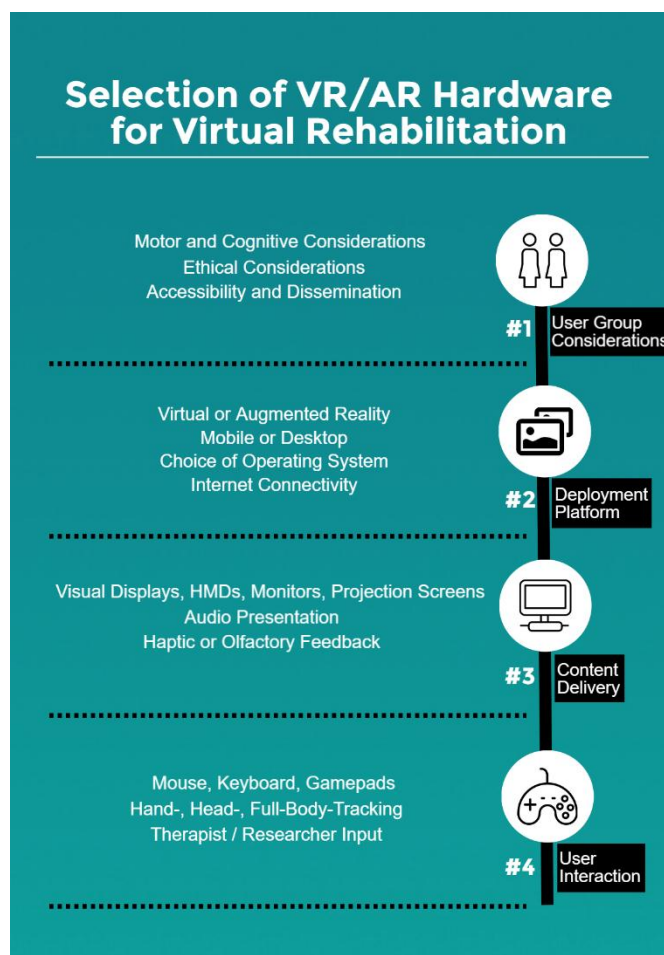 Selection of VR/AR Hardware
for Virtual Rehabilitation
Motor and Cognitive Considerations
Ethical Considerations
Accessibility and Dissemination
#1
User Group
Considerations
Virtual or Augmented Reality
Mobile or Desktop
Choice of Operating System
Internet Connectivity
#2
Deployment
Platform
Visual Displays, HMDs, Monitors, Projection Screens
Audio Presentation
Haptic or Olfactory Feedback
#3
Content
Delivery
Mouse, Keyboard, Gamepads
Hand-, Head-, Full-Body-Tracking
Therapist / Researcher Input
#4
User
Interaction